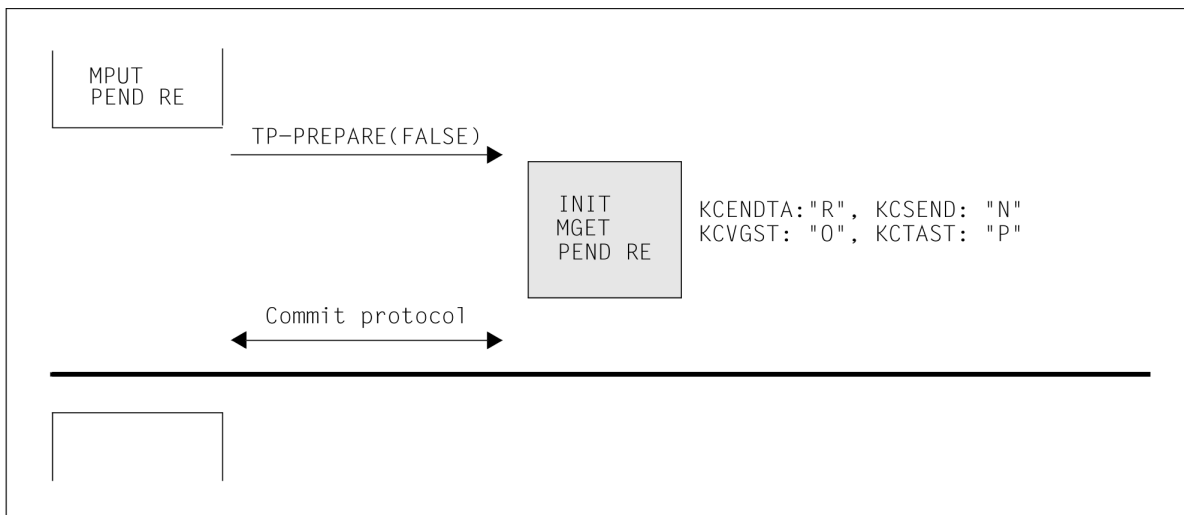 MPUT
PEND RE
TP-PREPARE(FALSE)
INIT
MGET
PEND RE
KCENDTA:"R", KCSEND: "N"
KCVGST: "O", KCTAST: "P"
Commit protocol